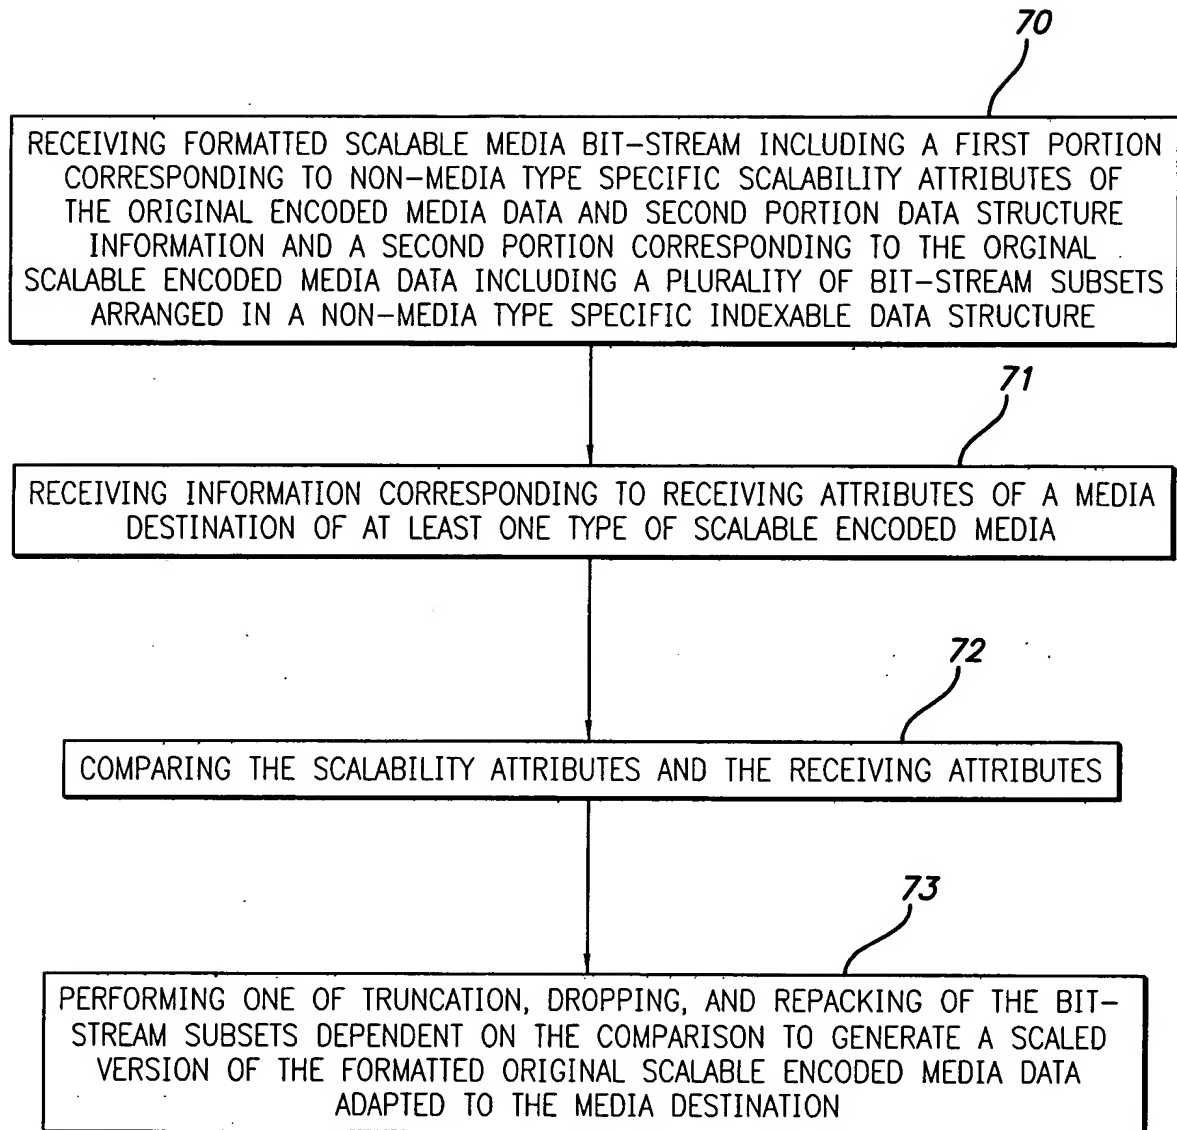 70
RECEIVING FORMATTED SCALABLE MEDIA BIT-STREAM INCLUDING A FIRST PORTION
CORRESPONDING TO NON-MEDIA TYPE SPECIFIC SCALABILITY ATTRIBUTES OF
THE ORIGINAL ENCODED MEDIA DATA AND SECOND PORTION DATA STRUCTURE
INFORMATION AND A SECOND PORTION CORRESPONDING TO THE ORGINAL
SCALABLE ENCODED MEDIA DATA INCLUDING A PLURALITY OF BIT-STREAM SUBSETS
ARRANGED IN A NON-MEDIA TYPE SPECIFIC INDEXABLE DATA STRUCTURE
71
RECEIVING INFORMATION CORRESPONDING TO RECEIVING ATTRIBUTES OF A MEDIA
DESTINATION OF AT LEAST ONE TYPE OF SCALABLE ENCODED MEDIA
72
COMPARING THE SCALABILITY ATTRIBUTES AND THE RECEIVING ATTRIBUTES
73
PERFORMING ONE OF TRUNCATION, DROPPING, AND REPACKING OF THE BIT-
STREAM SUBSETS DEPENDENT ON THE COMPARISON TO GENERATE A SCALED
VERSION OF THE FORMATTED ORIGINAL SCALABLE ENCODED MEDIA DATA
ADAPTED TO THE MEDIA DESTINATION